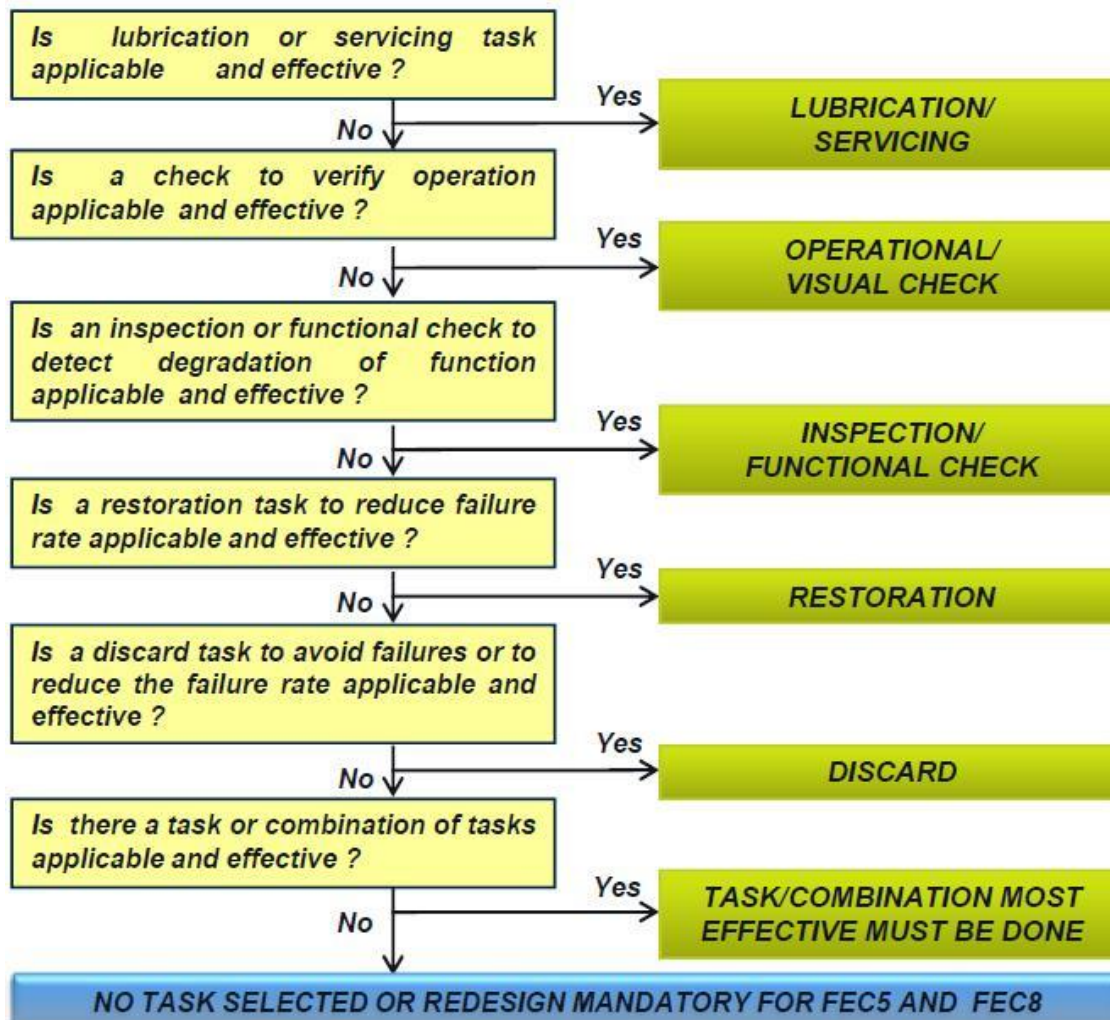 Is lubrication or servicing task
applicable and effective ?
Yes
LUBRICATION/
SERVICING
No
Is a check to verify operation
applicable and effective ?
Yes
OPERATIONAL/
VISUAL CHECK
No
Is an inspection or functional check to
detect degradation of function
applicable and effective ?
Yes
INSPECTION/
FUNCTIONAL CHECK
No
Is a restoration task to reduce failure
rate applicable and effective ?
Yes
RESTORATION
No
Is a discard task to avoid failures or to
reduce the failure rate applicable and
effective ?
Yes
DISCARD
No
Is there a task or combination of tasks
applicable and effective ?
Yes
TASK/COMBINATION MOST
EFFECTIVE MUST BE DONE
No
NO TASK SELECTED OR REDESIGN MANDATORY FOR FEC5 AND FEC8